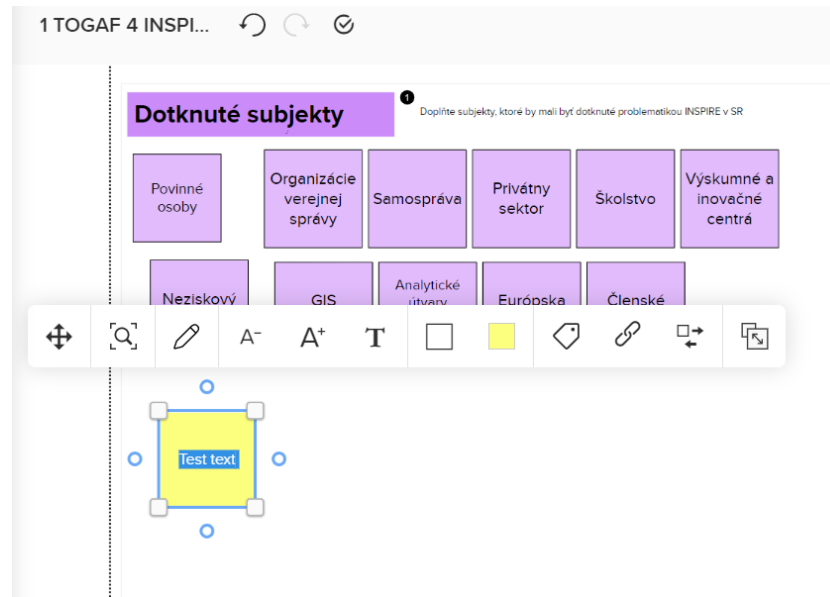 1 TOGAF 4 INSPI...
Dotknuté subjekty
1
Doplňte subjekty, ktoré by mali byť dotknuté problematikou INSPIRE v SR
Povinné
osoby
Organizácie
verejnej
správy
Samospráva
Privátny
sektor
Školstvo
Výskumné a
inovačné
centrá
Neziskový
GIS
Analytické
útvary
Európska
Členské
A-
A+
T
Test text